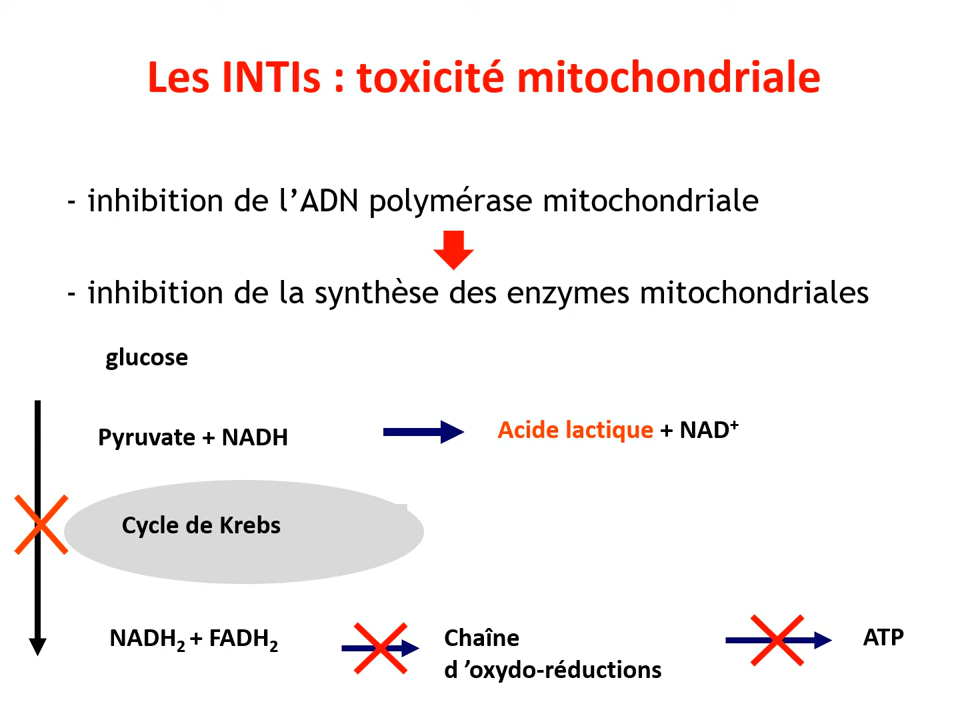 Les INTIs : toxicité mitochondriale
- inhibition de l’ADN polymérase mitochondriale
- inhibition de la synthèse des enzymes mitochondriales
glucose
Pyruvate + NADH
Acide lactique + NAD⁺
Cycle de Krebs
NADH₂ + FADH₂
Chaîne
d ’oxydo-réductions
ATP